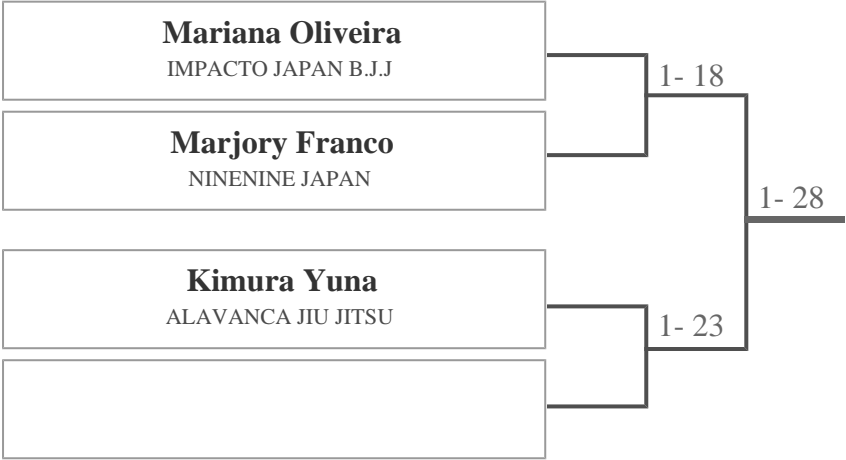 Mariana Oliveira
IMPACTO JAPAN B.J.J
1- 18
Marjory Franco
NINENINE JAPAN
1- 28
Kimura Yuna
ALAVANCA JIU JITSU
1- 23